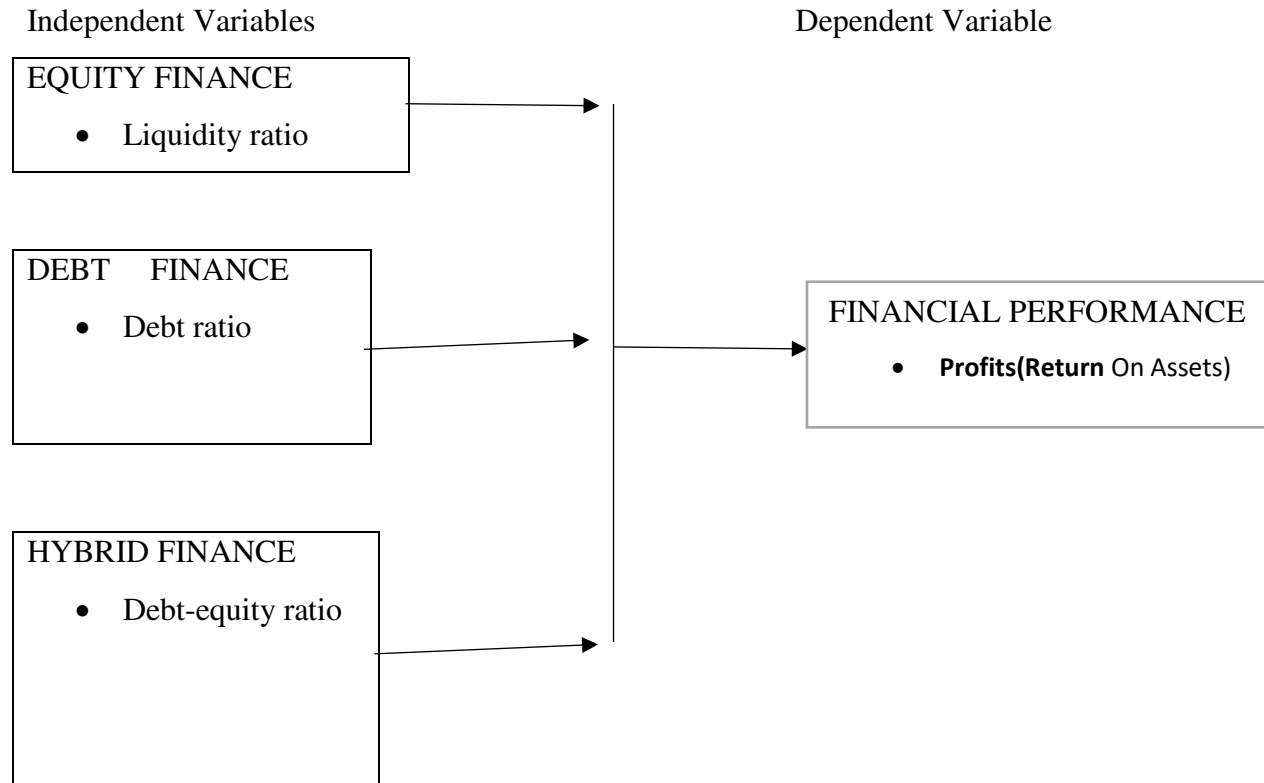 Independent Variables
Dependent Variable
EQUITY FINANCE
• Liquidity ratio
DEBT FINANCE
• Debt ratio
HYBRID FINANCE
• Debt-equity ratio
FINANCIAL PERFORMANCE
• Profits(Return On Assets)